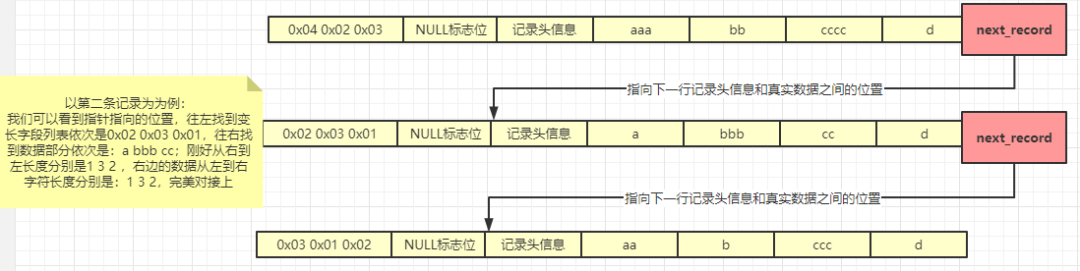 0x04 0x02 0x03 NULL标志位 记录头信息 aaa bb cccc d next_record
指向下一行记录头信息和真实数据之间的位置
以第二条记录为为例:
我们可以看到指针指向的位置，往左找到变
长字段列表依次是0x02 0x03 0x01，往右找
到数据部分依次是：a bbb cc；刚好从右到
左长度分别是1 3 2 ，右边的数据从左到右
字符长度分别是：1 3 2，完美对接上
0x02 0x03 0x01 NULL标志位 记录头信息 a bbb cc d next_record
指向下一行记录头信息和真实数据之间的位置
0x03 0x01 0x02 NULL标志位 记录头信息 aa b ccc d